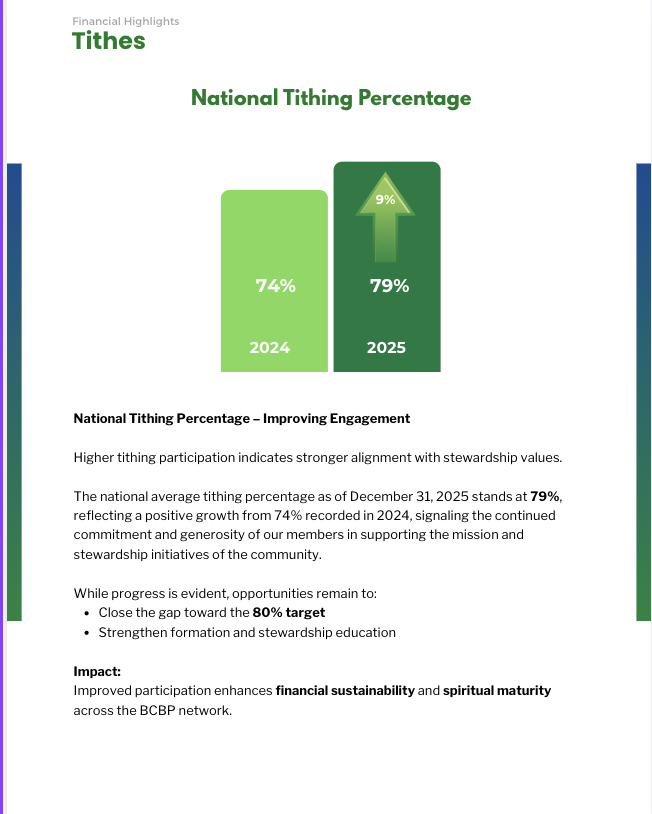 Financial Highlights
Tithes
National Tithing Percentage
9%
74%
79%
2024
2025
National Tithing Percentage – Improving Engagement
Higher tithing participation indicates stronger alignment with stewardship values.
The national average tithing percentage as of December 31, 2025 stands at 79%,
reflecting a positive growth from 74% recorded in 2024, signaling the continued
commitment and generosity of our members in supporting the mission and
stewardship initiatives of the community.
While progress is evident, opportunities remain to:
• Close the gap toward the 80% target
• Strengthen formation and stewardship education
Impact:
Improved participation enhances financial sustainability and spiritual maturity
across the BCBP network.